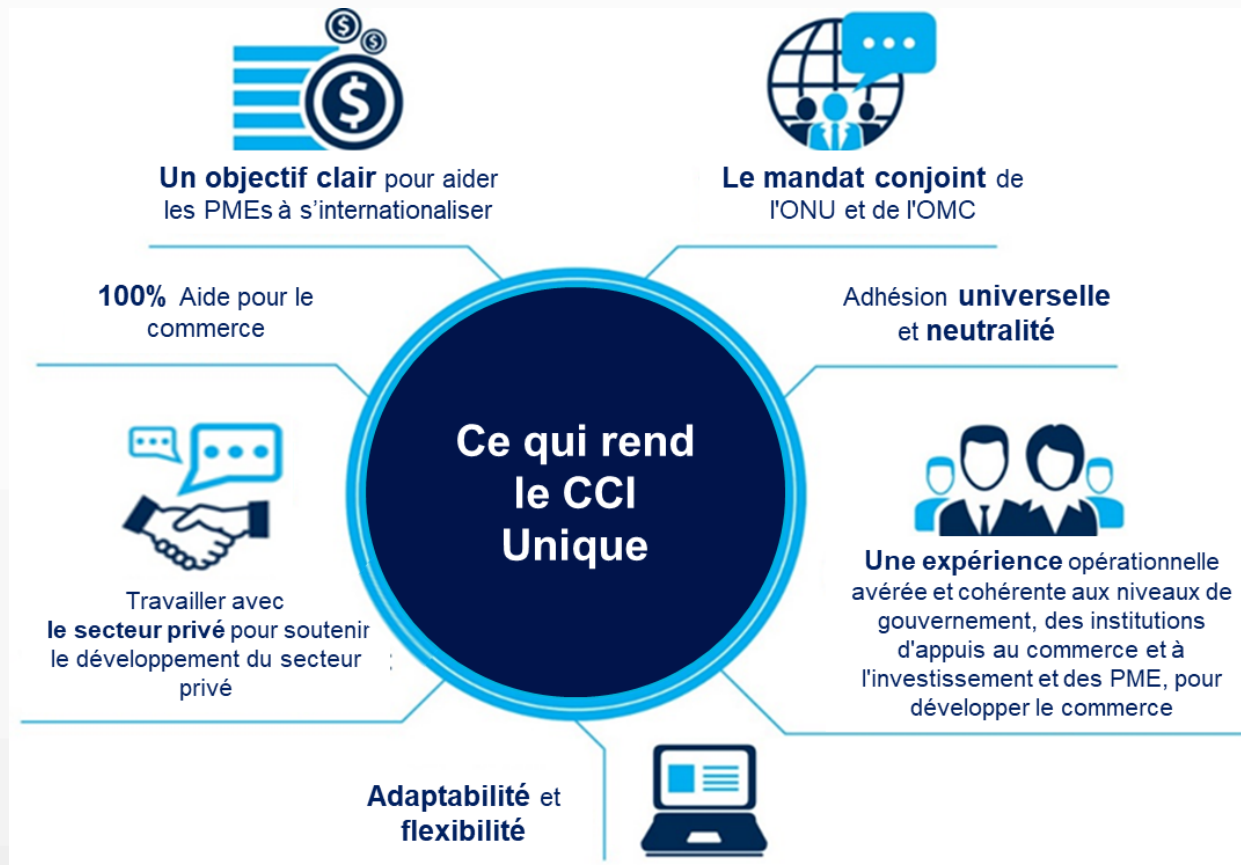 Un objectif clair pour aider
les PMEs à s'internationaliser
Le mandat conjoint de
l'ONU et de l'OMC
100% Aide pour le
commerce
Adhésion universelle
et neutralité
Ce qui rend
le CCI
Unique
Travailler avec
le secteur privé pour soutenir
le développement du secteur
privé
Une expérience opérationnelle
avérée et cohérente aux niveaux de
gouvernement, des institutions
d'appuis au commerce et à
l'investissement et des PME, pour
développer le commerce
Adaptabilité et
flexibilité